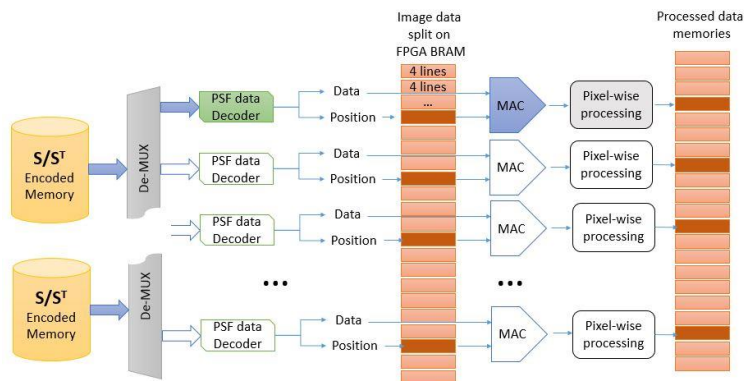 Image data
split on
FPGA BRAM
Processed data
memories
4 lines
4 lines
...
S/Sᵀ
Encoded
Memory
De-MUX
PSF data
Decoder
Data
Position
MAC
Pixel-wise
processing
PSF data
Decoder
Data
Position
MAC
Pixel-wise
processing
PSF data
Decoder
Data
Position
MAC
Pixel-wise
processing
...
...
S/Sᵀ
Encoded
Memory
De-MUX
PSF data
Decoder
Data
Position
MAC
Pixel-wise
processing